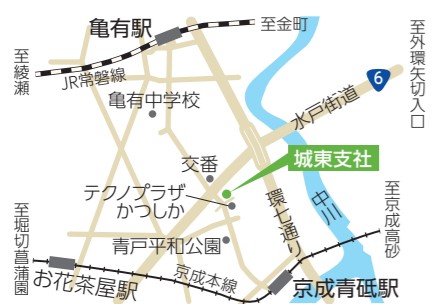 亀有駅
至金町
至外環矢切入口
至綾瀬
JR常磐線
6
亀有中学校
水戸街道
交番
城東支社
テクノプラザ
かつしか
環七通り
中川
至京成高砂
至堀切菖蒲園
青戸平和公園
お花茶屋駅
京成本線
京成青砥駅